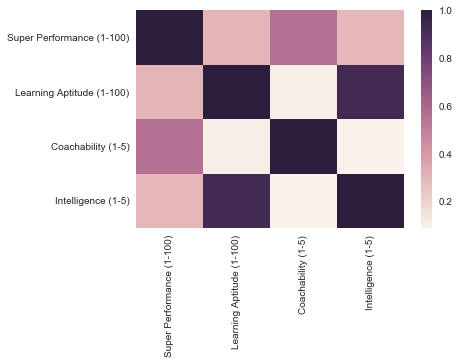 Super Performance (1-100)
Learning Aptitude (1-100)
Coachability (1-5)
Intelligence (1-5)
Super Performance (1-100)
Learning Aptitude (1-100)
Coachability (1-5)
Intelligence (1-5)
1.0
0.8
0.6
0.4
0.2